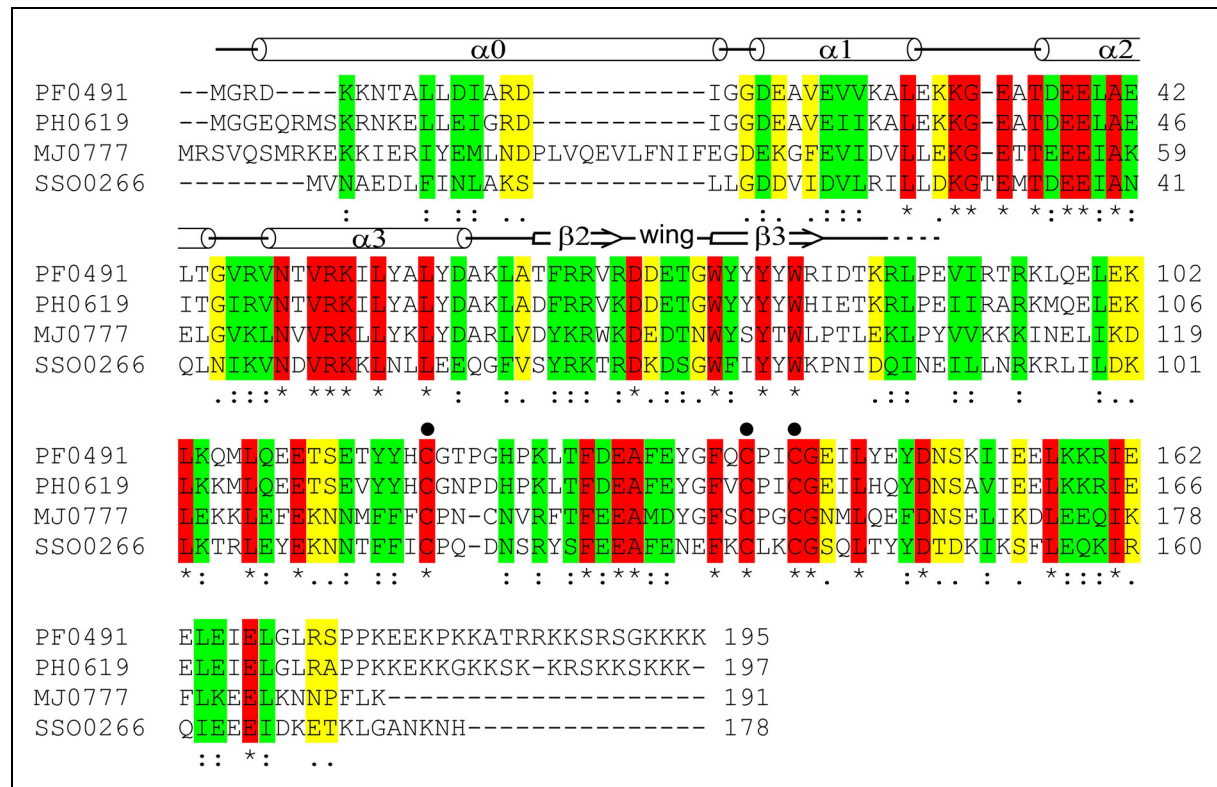 α0 α1 α2
PF0491 --MGRD----KKNTALLDIARD-----------IGGDEAVEVVKALEKKG-EATDEELAE 42
PH0619 --MGGEQRMSKRNKELLEIGRD-----------IGGDEAVEIIKALEKKG-EATDEELAE 46
MJ0777 MRSVQSMRKEKKIERIYEMLNDPLVQEVLFNIFEGDEKGFEVIDVLLEKG-ETTEEEIAK 59
SSO0266 --------MVNAEDLFINLAKS-----------LLGDDVIDVLRILLDKGTEMTDEEIAN 41
: : :: .. .:.: .::: * . ** * *:**:*:
α3 β2 wing β3
PF0491 LTGVRVNTVRKILYALYDAKLATFRRVRDDETGWYYYYWRIDTKRLPEVIRTRKLQELEK 102
PH0619 ITGIRVNTVRKILYALYDAKLADFRRVKDDETGWYYYYWHIETKRLPEIIRARKMQELEK 106
MJ0777 ELGVKLNVVRKLLYKLYDARLVDYKRWKDEDTNWYSYTWLPTLEKLPYVVKKKINELIKD 119
SSO0266 QLNIKVNDVRKKLNLLEEQGFVSYRKTRDKDSGWFIYYWKPNIDQINEILLNRKRLILDK 101
.:::* *** * * : :. ::: *.::.* * * .:: :: : :..
PF0491 LKQMLQEETSETYYHCGTPGHPKLTFDEAFEYGFQCPICGEILYEYDNSKIIEELKKRIE 162
PH0619 LKKMLQEETSEVYYHCGNPDHPKLTFDEAFEYGFVCPICGEILHQYDNSAVIEELKKRIE 166
MJ0777 LEKKLEFEKNNMFFFCPN-CNVRFTFEEAMDYGFSCPGCGNMLQEFDNSELIKDLEEQIK 178
SSO0266 LKTRLEYEKNNTFFICPQ-DNSRYSFEEAFENEFKCLKCGSQLTYYDTDKIKSFLEQKIR 160
*: *: *..: :: * : : :*:**:: * * **. * :*.. : . *:::*.
PF0491 ELEIELGLRSPPKEEKPKKATRRKKSRSGKKKK 195
PH0619 ELEIELGLRAPPKKEKKGKKSK-KRSKKSKKK- 197
MJ0777 FLKEELKNNPFLK-------------------- 191
SSO0266 QIEEEIDKETKLGANKNH--------------- 178
:: *: ..